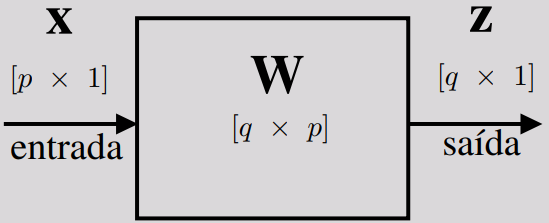 x
[p × 1]
entrada
W
[q × p]
z
[q × 1]
saída